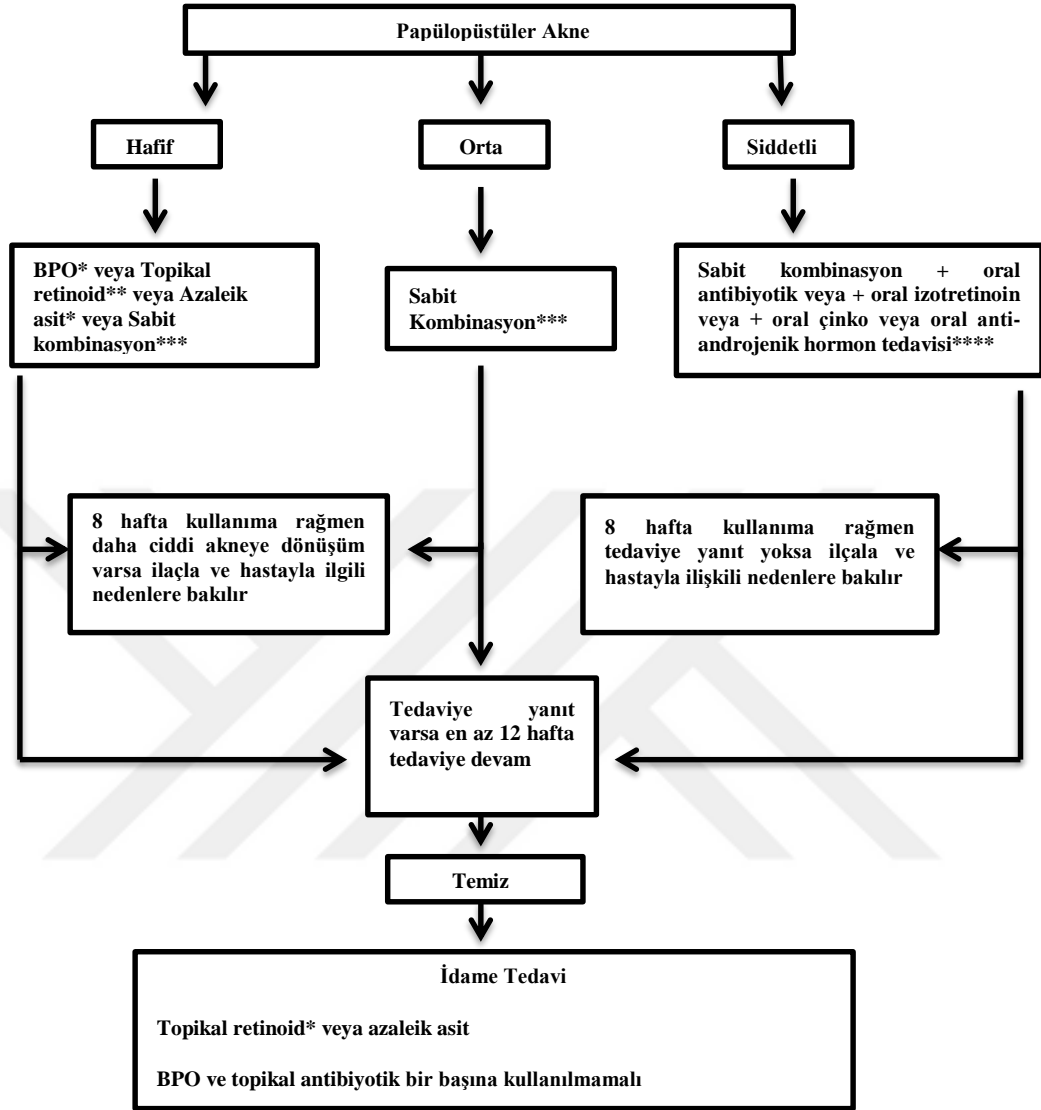 Papülopüstüler Akne
Hafif
Orta
Siddetli
BPO* veya Topikal
retinoid** veya Azaleik
asit* veya Sabit
kombinasyon***
Sabit
Kombinasyon***
Sabit kombinasyon + oral
antibiyotik veya + oral izotretinoin
veya + oral çinko veya oral anti-
androjenik hormon tedavisi****
8 hafta kullanıma rağmen
daha ciddi akneye dönüşüm
varsa ilaçla ve hastayla ilgili
nedenlere bakılır
8 hafta kullanıma rağmen
tedaviye yanıt yoksa ilçala ve
hastayla ilişkili nedenlere bakılır
Tedaviye yanıt
varsa en az 12 hafta
tedaviye devam
Temiz
İdame Tedavi
Topikal retinoid* veya azaleik asit
BPO ve topikal antibiyotik bir başına kullanılmamalı